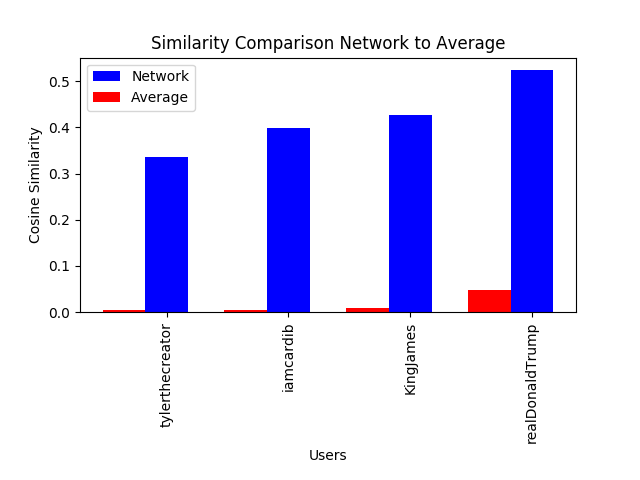 Similarity Comparison Network to Average
Network
Average
Cosine Similarity
0.5
0.4
0.3
0.2
0.1
0.0
tylerthecreator
iamcardib
KingJames
realDonaldTrump
Users